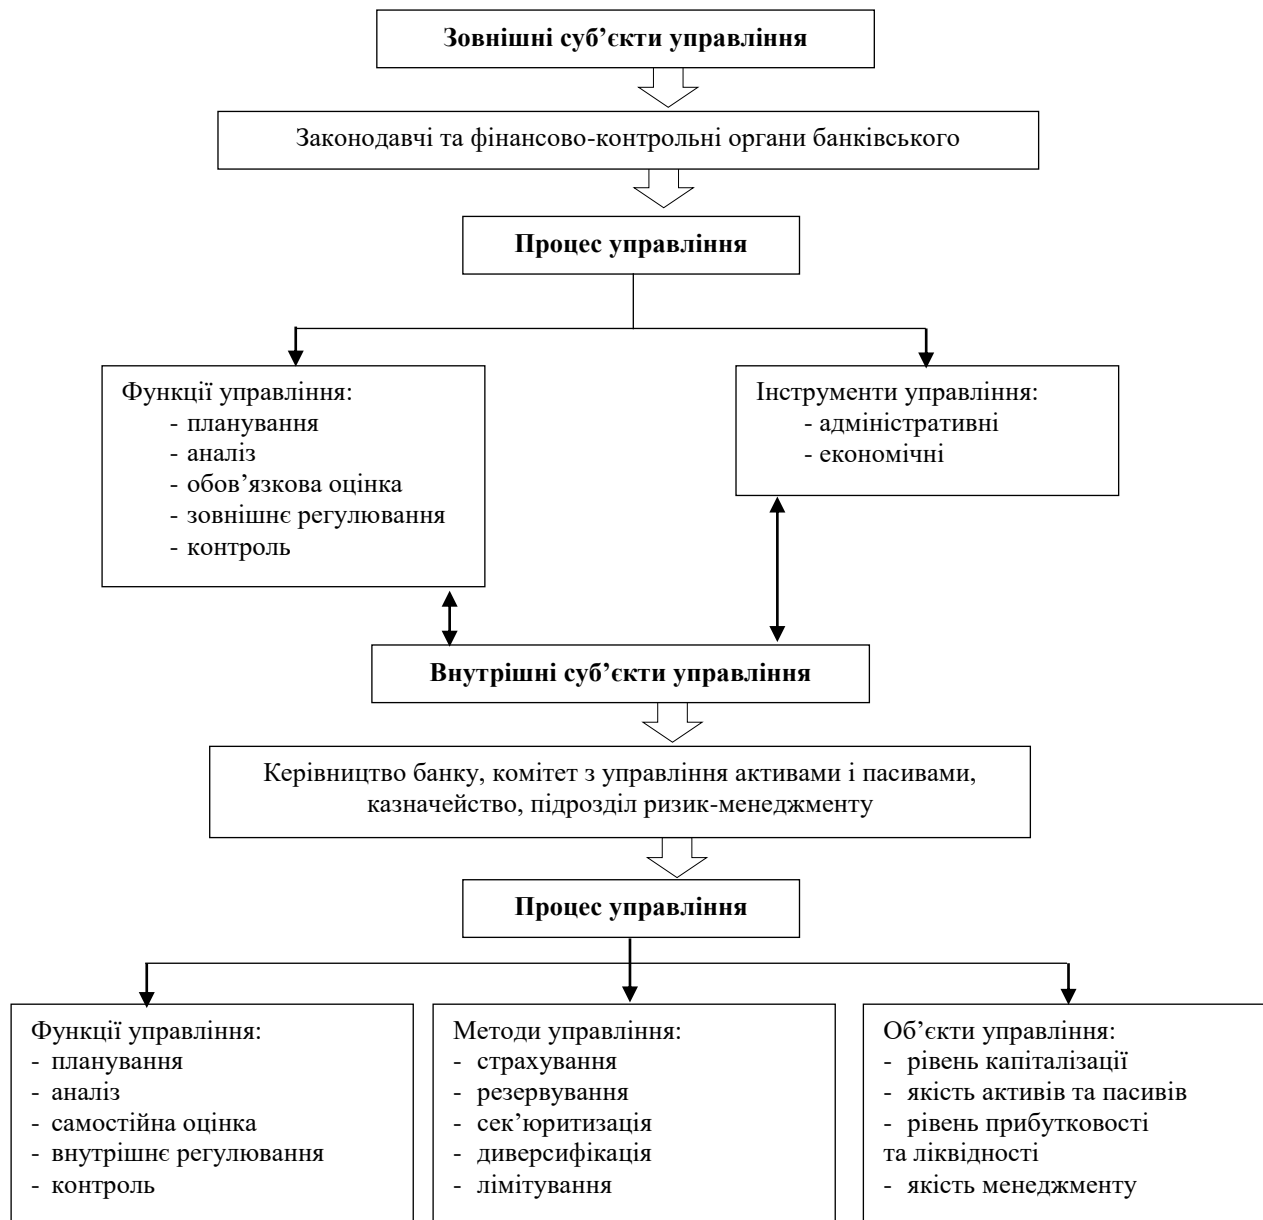 Зовнішні суб’єкти управління
Законодавчі та фінансово-контрольні органи банківського
Процес управління
Функції управління:
- планування
- аналіз
- обов’язкова оцінка
- зовнішнє регулювання
- контроль
Інструменти управління:
- адміністративні
- економічні
Внутрішні суб’єкти управління
Керівництво банку, комітет з управління активами і пасивами,
казначейство, підрозділ ризик-менеджменту
Процес управління
Функції управління:
- планування
- аналіз
- самостійна оцінка
- внутрішнє регулювання
- контроль
Методи управління:
- страхування
- резервування
- сек’юритизація
- диверсифікація
- лімітування
Об’єкти управління:
- рівень капіталізації
- якість активів та пасивів
- рівень прибутковості
та ліквідності
- якість менеджменту